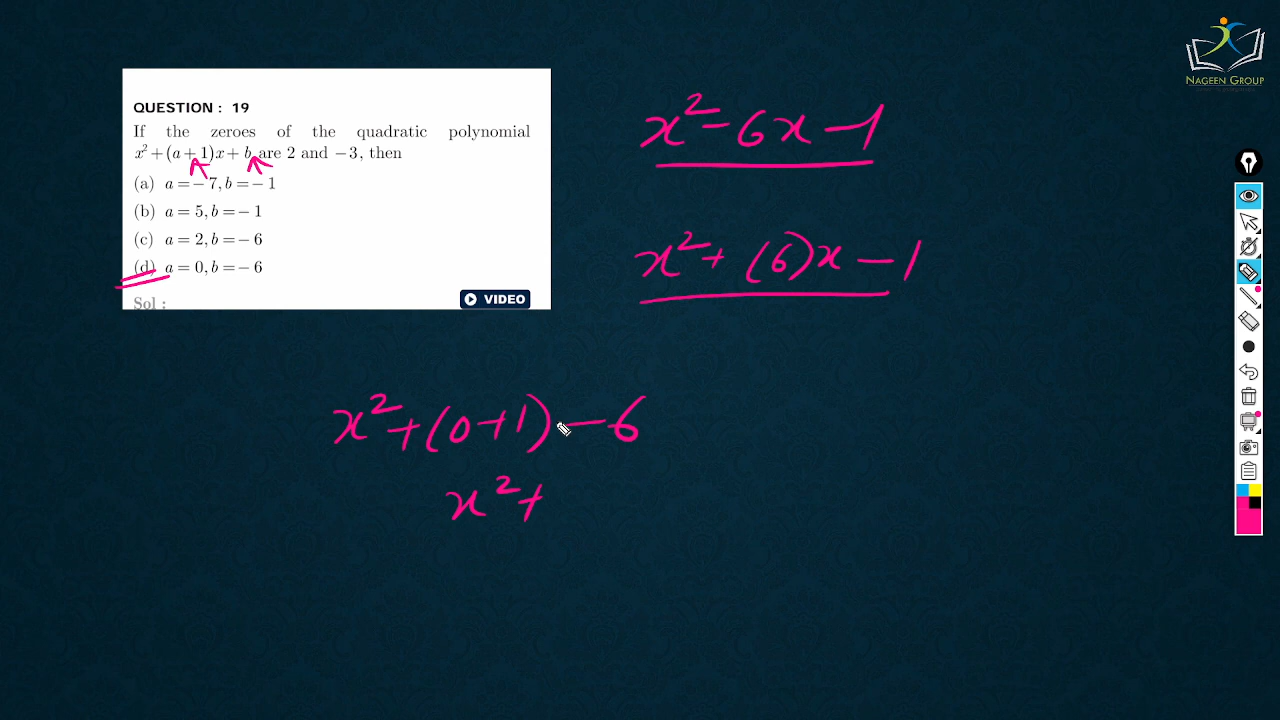 QUESTION : 19
If the zeroes of the quadratic polynomial
x² + (a + 1)x + b are 2 and −3, then
(a) a = − 7, b = − 1
(b) a = 5, b = − 1
(c) a = 2, b = − 6
(d) a = 0, b = − 6
Sol :
VIDEO
x² − 6x − 1
x² + (6)x − 1
x² + (0+1) − 6
x² +
NAGEEN GROUP